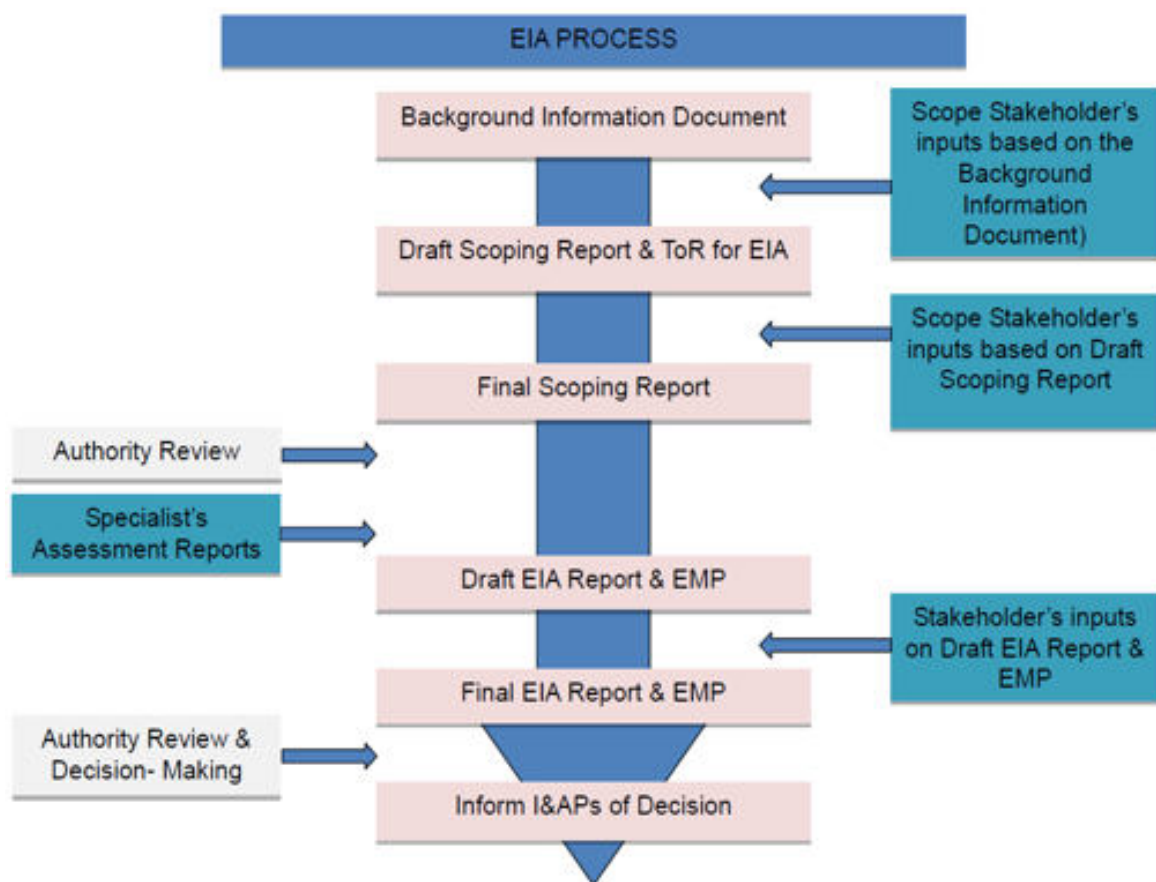 EIA PROCESS
Background Information Document
Scope Stakeholder's
inputs based on the
Background
Information
Document)
Draft Scoping Report & ToR for EIA
Scope Stakeholder's
inputs based on Draft
Scoping Report
Final Scoping Report
Authority Review
Specialist's
Assessment Reports
Draft EIA Report & EMP
Stakeholder's inputs
on Draft EIA Report &
EMP
Final EIA Report & EMP
Authority Review &
Decision- Making
Inform I&APs of Decision